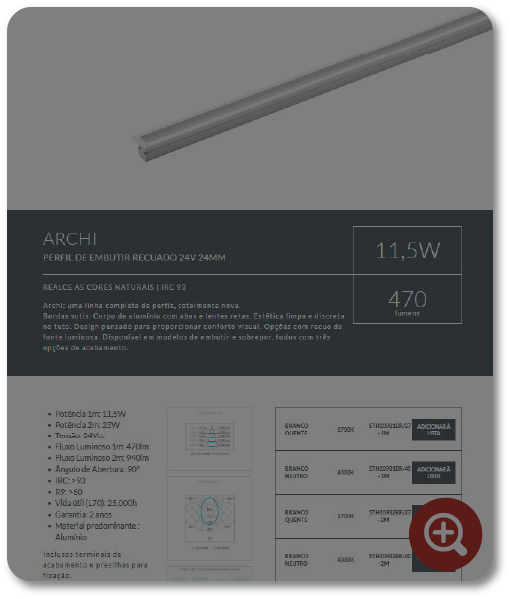 ARCHI
PERFIL DE EMBUTIR RECUADO 24V 24MM
11,5W
REALCE AS CORES NATURAIS | IRC 93
470
lumens
Archi: uma linha completa de perfis, totalmente nova.
Bordas sutis. Corpo de alumínio com abas e lentes retas. Estética limpa e discreta
no teto. Design pensado para proporcionar conforto visual. Opções com recuo da
fonte luminosa. Disponível em modelos de embutir e sobrepor, todos com três
opções de acabamento.
Potência 1m: 11,5W
Potência 2m: 23W
Tensão: 24Vcc
Fluxo Luminoso 1m: 470lm
Fluxo Luminoso 2m: 940lm
Ângulo de Abertura: 90°
IRC: >93
R9: >60
Vida útil (L70): 25.000h
Garantia: 2 anos
Material predominante:
Alumínio
Inclusos terminais de
acabamento e presilhas para
fixação.
BRANCO
QUENTE
2700K
- 1M
ADICIONAR À
LISTA
BRANCO
NEUTRO
4000K
- 1M
ADICIONAR À
LISTA
BRANCO
QUENTE
2700K
- 2M
BRANCO
NEUTRO
4000K
- 2M